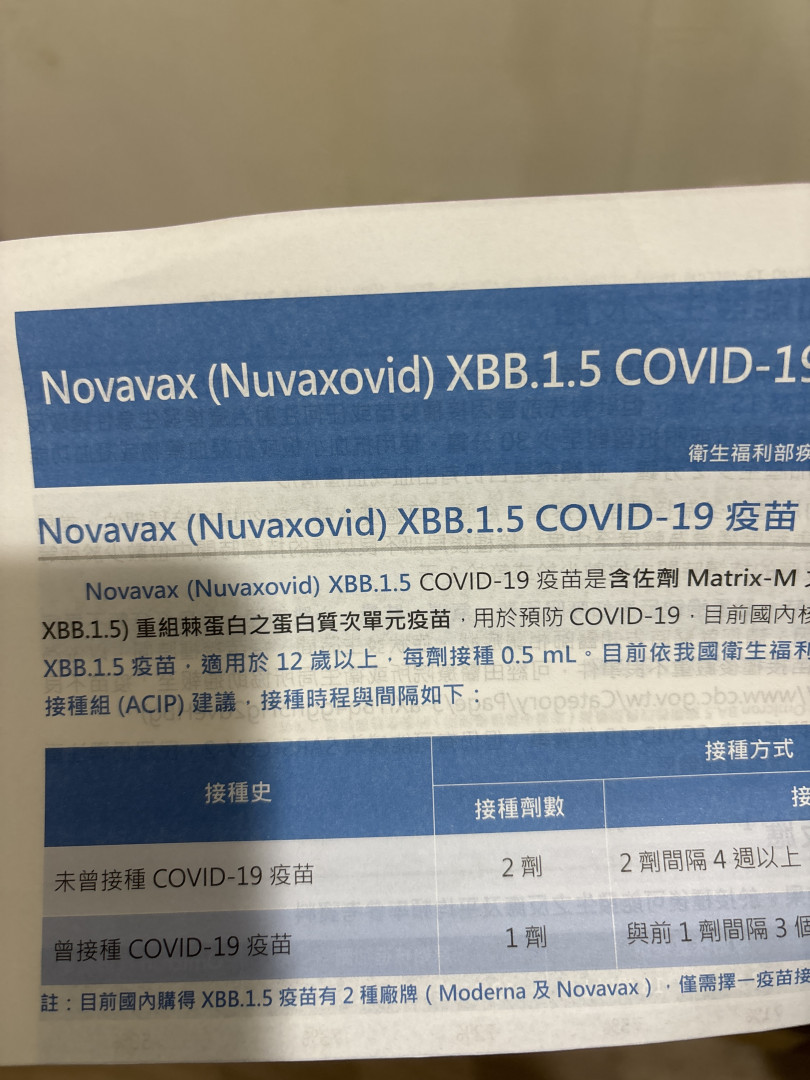 Novavax (Nuvaxovid) XBB.1.5 COVID-19
衛生福利部疾
Novavax (Nuvaxovid) XBB.1.5 COVID-19 疫苗
Novavax (Nuvaxovid) XBB.1.5 COVID-19 疫苗是含佐劑 Matrix-M
XBB.1.5) 重組棘蛋白之蛋白質次單元疫苗，用於預防 COVID-19，目前國內核
XBB.1.5 疫苗，適用於 12 歲以上，每劑接種 0.5 mL。目前依我國衛生福利
接種組 (ACIP) 建議，接種時程與間隔如下：
接種方式
接種史
接種劑數
接
未曾接種 COVID-19 疫苗 2 劑 2 劑間隔 4 週以上
曾接種 COVID-19 疫苗 1 劑 與前 1 劑間隔 3 個
註：目前國內購得 XBB.1.5 疫苗有 2 種廠牌（Moderna 及 Novavax），僅需擇一疫苗接